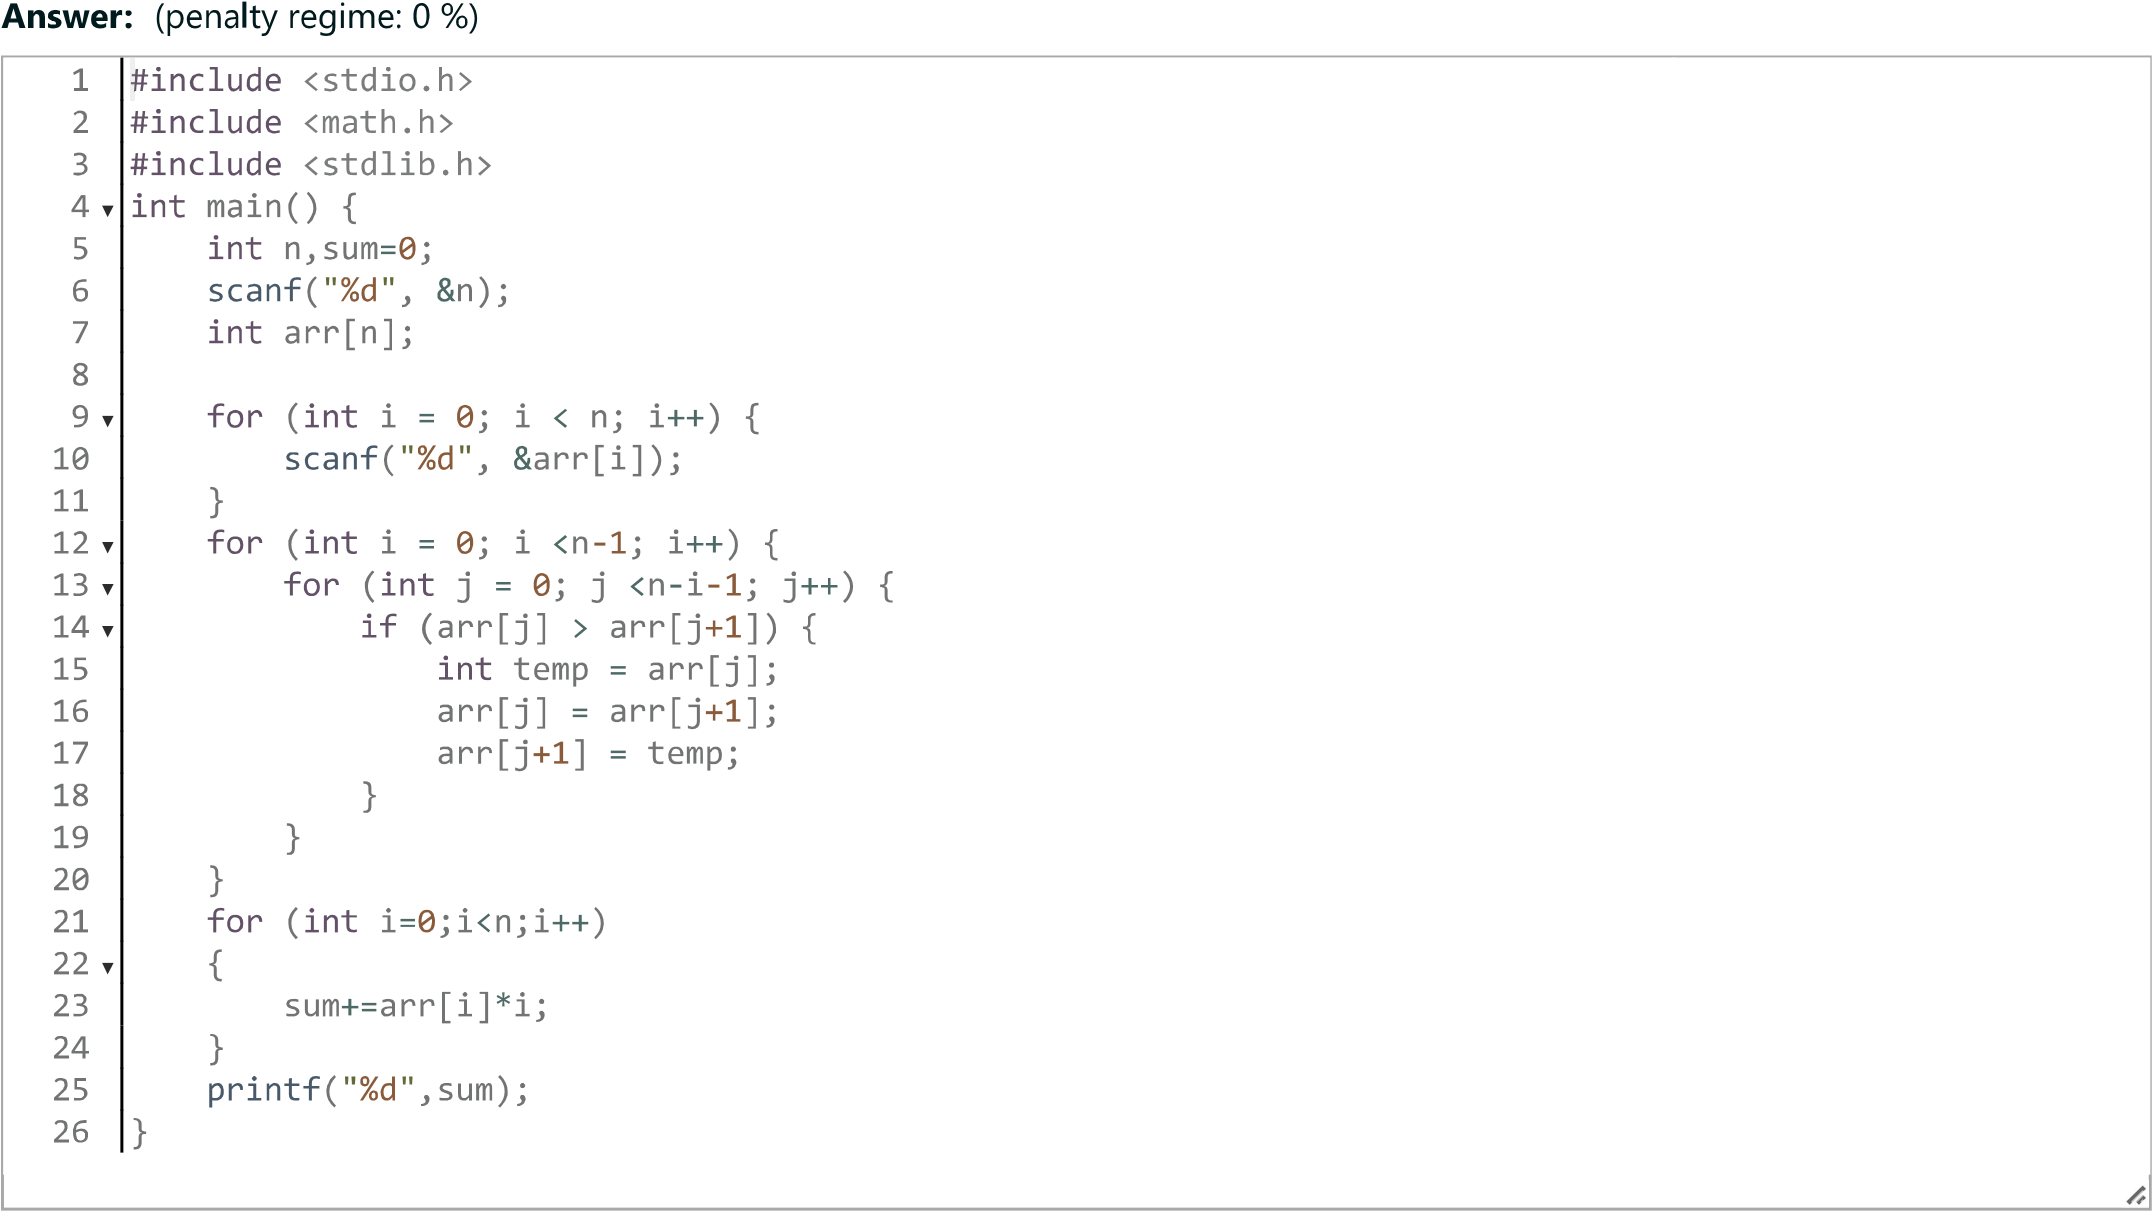 Answer: (penalty regime: 0 %)
1 #include <stdio.h>
2 #include <math.h>
3 #include <stdlib.h>
4 int main() {
5     int n,sum=0;
6     scanf("%d", &n);
7     int arr[n];
8
9     for (int i = 0; i < n; i++) {
10         scanf("%d", &arr[i]);
11     }
12     for (int i = 0; i <n-1; i++) {
13         for (int j = 0; j <n-i-1; j++) {
14             if (arr[j] > arr[j+1]) {
15                 int temp = arr[j];
16                 arr[j] = arr[j+1];
17                 arr[j+1] = temp;
18             }
19         }
20     }
21     for (int i=0;i<n;i++)
22     {
23         sum+=arr[i]*i;
24     }
25     printf("%d",sum);
26 }